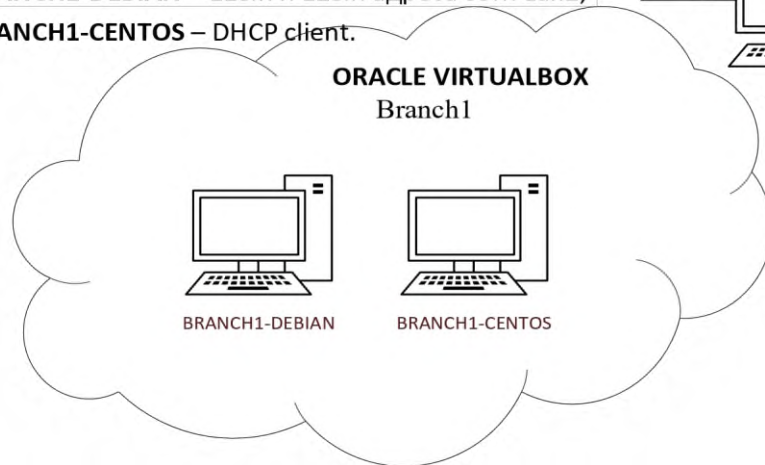 ANCH1-CENTOS – DHCP client.
ORACLE VIRTUALBOX
Branch1
BRANCH1-DEBIAN BRANCH1-CENTOS